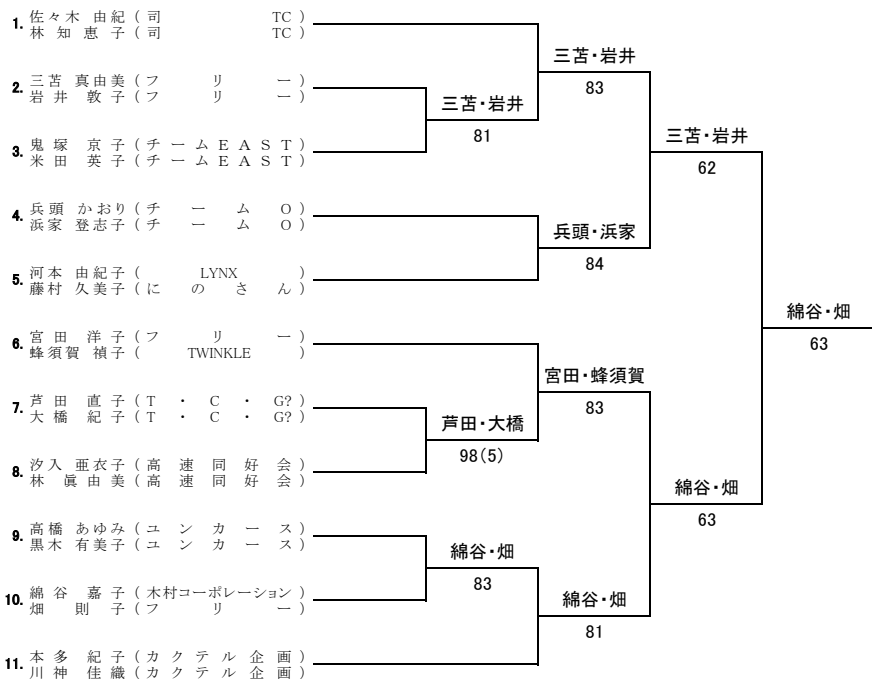 1. 佐々木 由紀 ( 司 TC )
林 知恵子 ( 司 TC )
2. 三苫 真由美 ( フ リ ー )
岩井 敦子 ( フ リ ー )
3. 鬼塚 京子 ( チームEAST )
米田 英子 ( チームEAST )
4. 兵頭 かおり ( チ ー ム O )
浜家 登志子 ( チ ー ム O )
5. 河本 由紀子 ( LYNX )
藤村 久美子 ( に の さ ん )
6. 宮田 洋子 ( フ リ ー )
蜂須賀 禎子 ( TWINKLE )
7. 芦田 直子 ( T ・ C ・ G? )
大橋 紀子 ( T ・ C ・ G? )
8. 汐入 亜衣子 ( 高 速 同 好 会 )
林 眞由美 ( 高 速 同 好 会 )
9. 高橋 あゆみ ( ユ ン カ ー ス )
黒木 有美子 ( ユ ン カ ー ス )
10. 綿谷 嘉子 ( 木村コーポレーション )
畑 則子 ( フ リ ー )
11. 本多 紀子 ( カクテル企画 )
川神 佳織 ( カクテル企画 )
三苫・岩井
81
芦田・大橋
98(5)
綿谷・畑
83
三苫・岩井
83
兵頭・浜家
84
宮田・蜂須賀
83
綿谷・畑
81
三苫・岩井
62
綿谷・畑
63
綿谷・畑
63